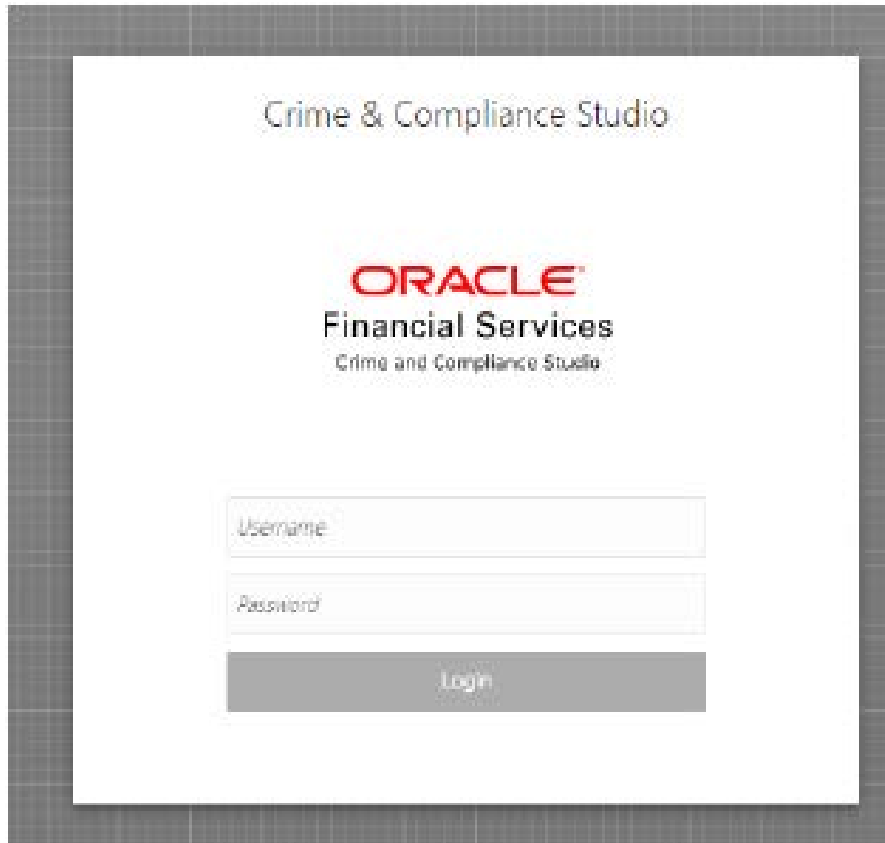 Crime & Compliance Studio
ORACLE
Financial Services
Crime and Compliance Studio
Username
Password
Login